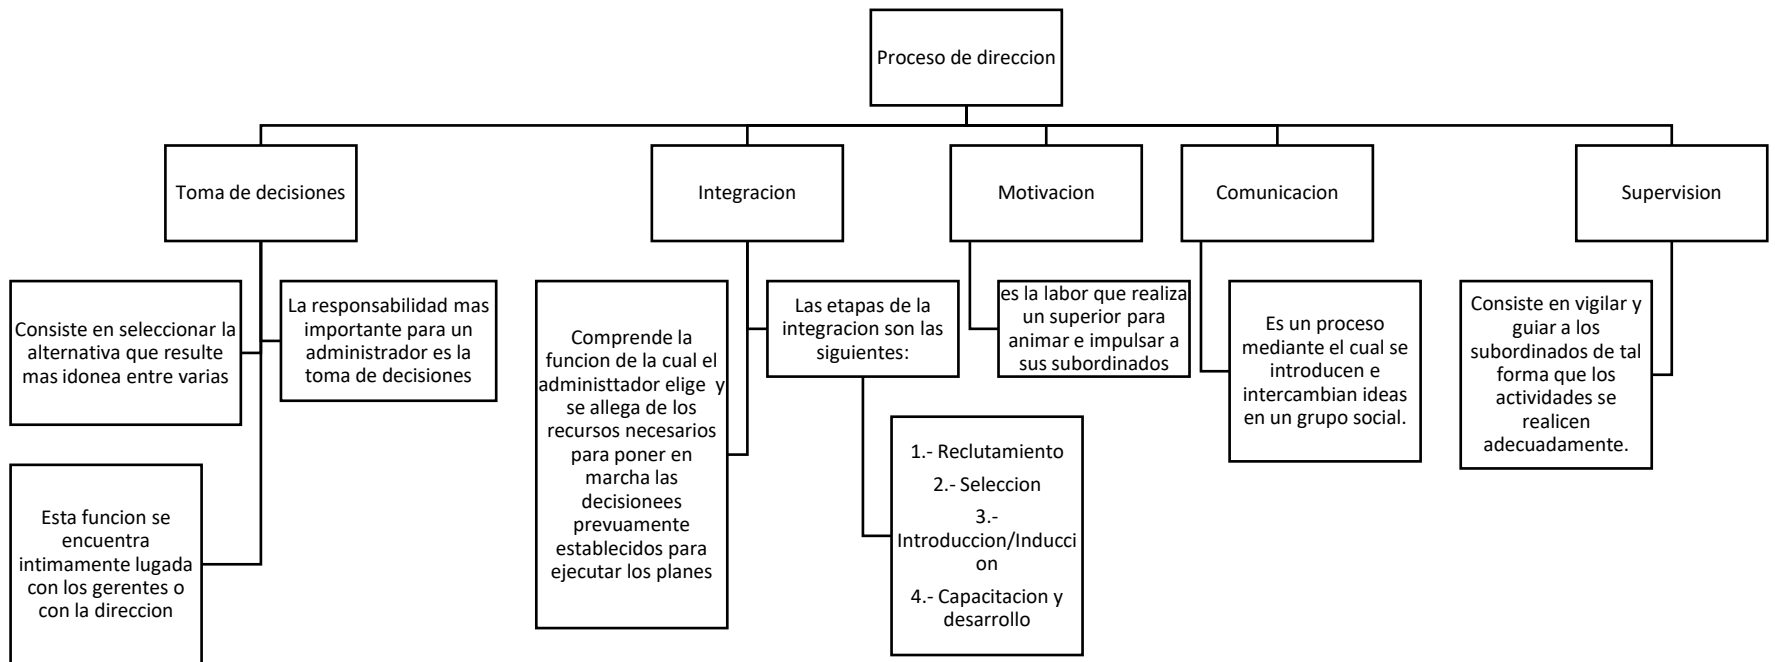 Proceso de direccion
Toma de decisiones
Integracion
Motivacion
Comunicacion
Supervision
Consiste en seleccionar la
alternativa que resulte
mas idonea entre varias
La responsabilidad mas
importante para un
administrador es la
toma de decisiones
Esta funcion se
encuentra
intimamente lugada
con los gerentes o
con la direccion
Comprende la
funcion de la cual el
administtador elige y
se allega de los
recursos necesarios
para poner en
marcha las
decisionees
prevuamente
establecidos para
ejecutar los planes
Las etapas de la
integracion son las
siguientes:
1.- Reclutamiento
2.- Seleccion
3.-
Introduccion/Inducci
on
4.- Capacitacion y
desarrollo
es la labor que realiza
un superior para
animar e impulsar a
sus subordinados
Es un proceso
mediante el cual se
introducen e
intercambian ideas
en un grupo social.
Consiste en vigilar y
guiar a los
subordinados de tal
forma que los
actividades se
realicen
adecuadamente.